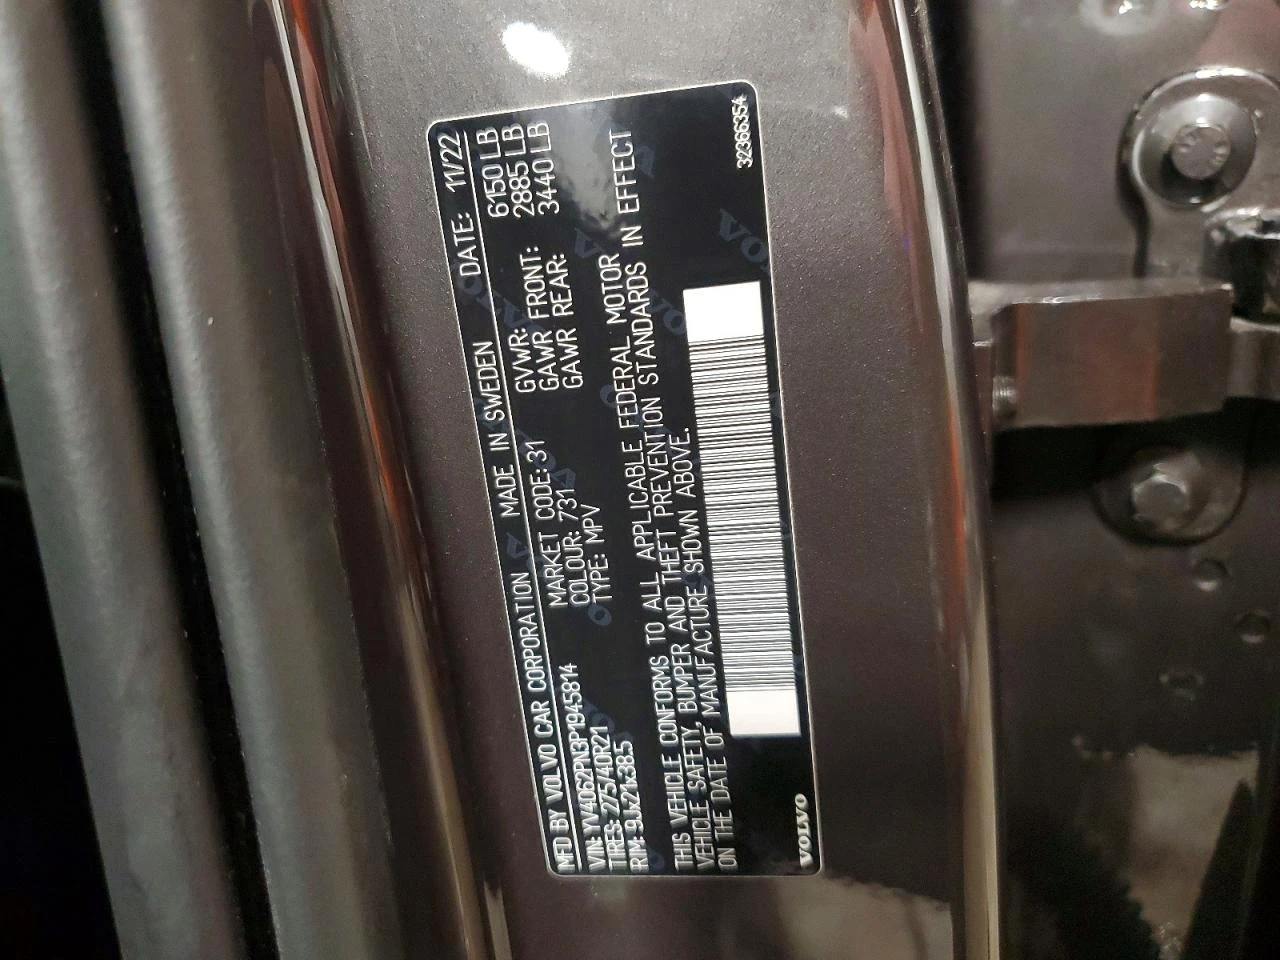 MFD BY VOLVO CAR CORPORATION MADE IN SWEDEN DATE: 11/22
VIN: YV4062PN3P1945814 MARKET CODE: 31 GVWR: 6150 LB
TIRES: 275/40R21 COLOUR: 731 GAWR FRONT: 2885 LB
RIM: 9Jx21x38.5 TYPE: MPV GAWR REAR: 3440 LB
THIS VEHICLE CONFORMS TO ALL APPLICABLE FEDERAL MOTOR
VEHICLE SAFETY, BUMPER AND THEFT PREVENTION STANDARDS IN EFFECT
ON THE DATE OF MANUFACTURE SHOWN ABOVE.
VOLVO 32366354